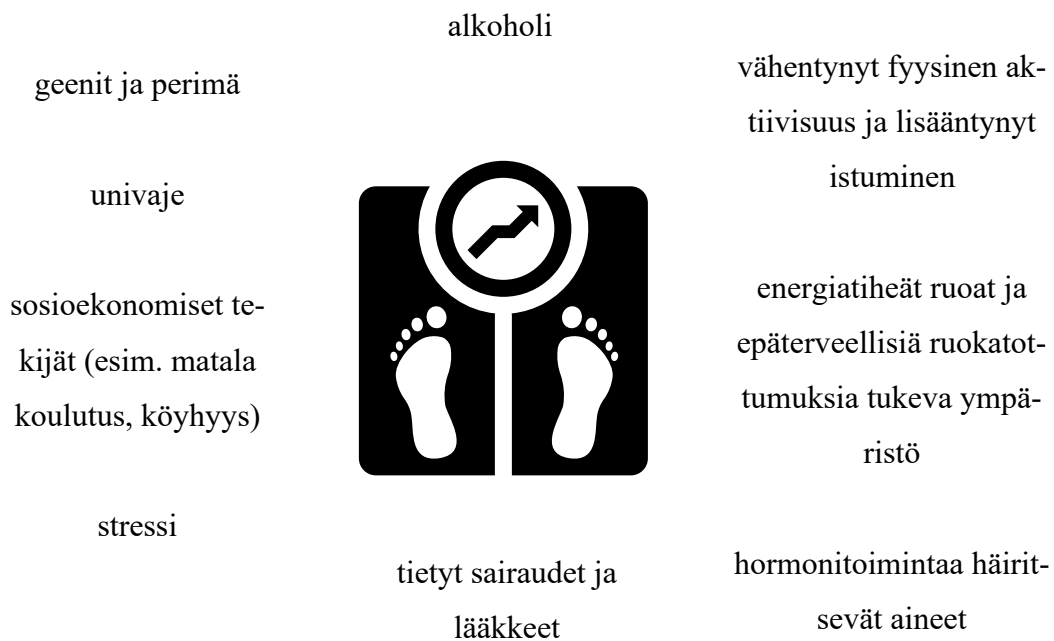 alkoholi
geenit ja perimä
univaje
sosioekonomiset te-
kijät (esim. matala
koulutus, köyhyys)
stressi
tietyt sairaudet ja
lääkkeet
vähentynyt fyysinen ak-
tiivisuus ja lisääntynyt
istuminen
energiatiheät ruoat ja
epäterveellisiä ruokatot-
tumuksia tukeva ympä-
ristö
hormonitoimintaa häirit-
sevät aineet